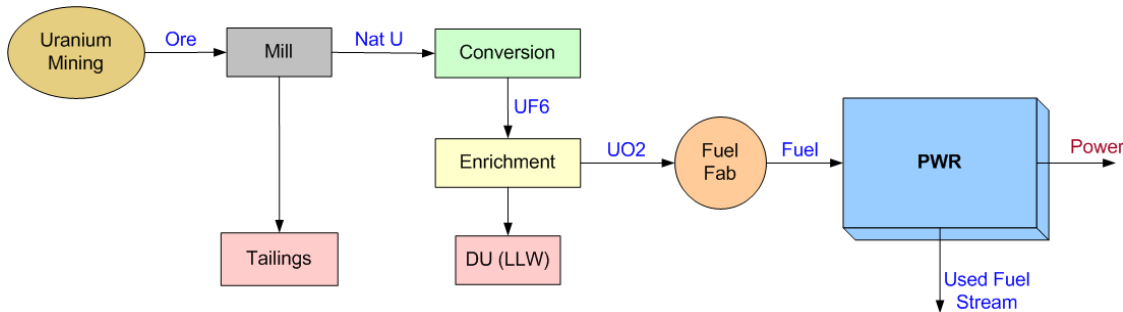 Uranium
Mining
Ore
Mill
Nat U
Conversion
UF6
Enrichment
UO2
Fuel
Fab
Fuel
PWR
Power
Tailings
DU (LLW)
Used Fuel
Stream